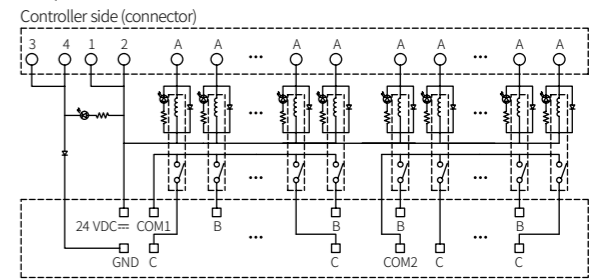 Controller side (connector)
3 4 1 2 A A ... A A A A ... A A
... ...
... ...
24 VDC⎓ COM1 B ... B B ... B
GND C C COM2 C C